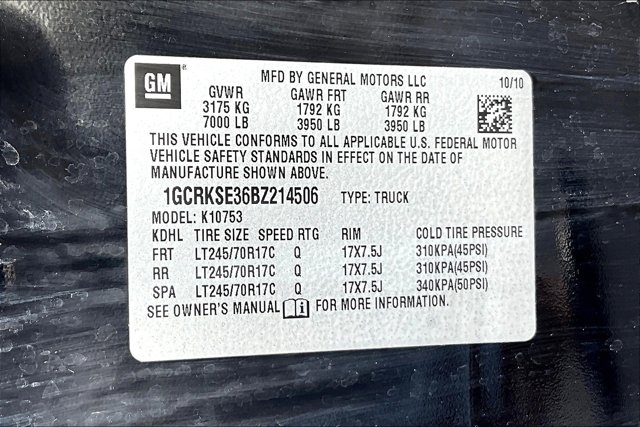 GM
MFD BY GENERAL MOTORS LLC 10/10
GVWR GAWR FRT GAWR RR
3175 KG 1792 KG 1792 KG
7000 LB 3950 LB 3950 LB
THIS VEHICLE CONFORMS TO ALL APPLICABLE U.S. FEDERAL MOTOR
VEHICLE SAFETY STANDARDS IN EFFECT ON THE DATE OF
MANUFACTURE SHOWN ABOVE.
1GCRKSE36BZ214506 TYPE: TRUCK
MODEL: K10753
KDHL TIRE SIZE SPEED RTG RIM COLD TIRE PRESSURE
FRT LT245/70R17C Q 17X7.5J 310KPA(45PSI)
RR LT245/70R17C Q 17X7.5J 310KPA(45PSI)
SPA LT245/70R17C Q 17X7.5J 340KPA(50PSI)
SEE OWNER'S MANUAL i FOR MORE INFORMATION.